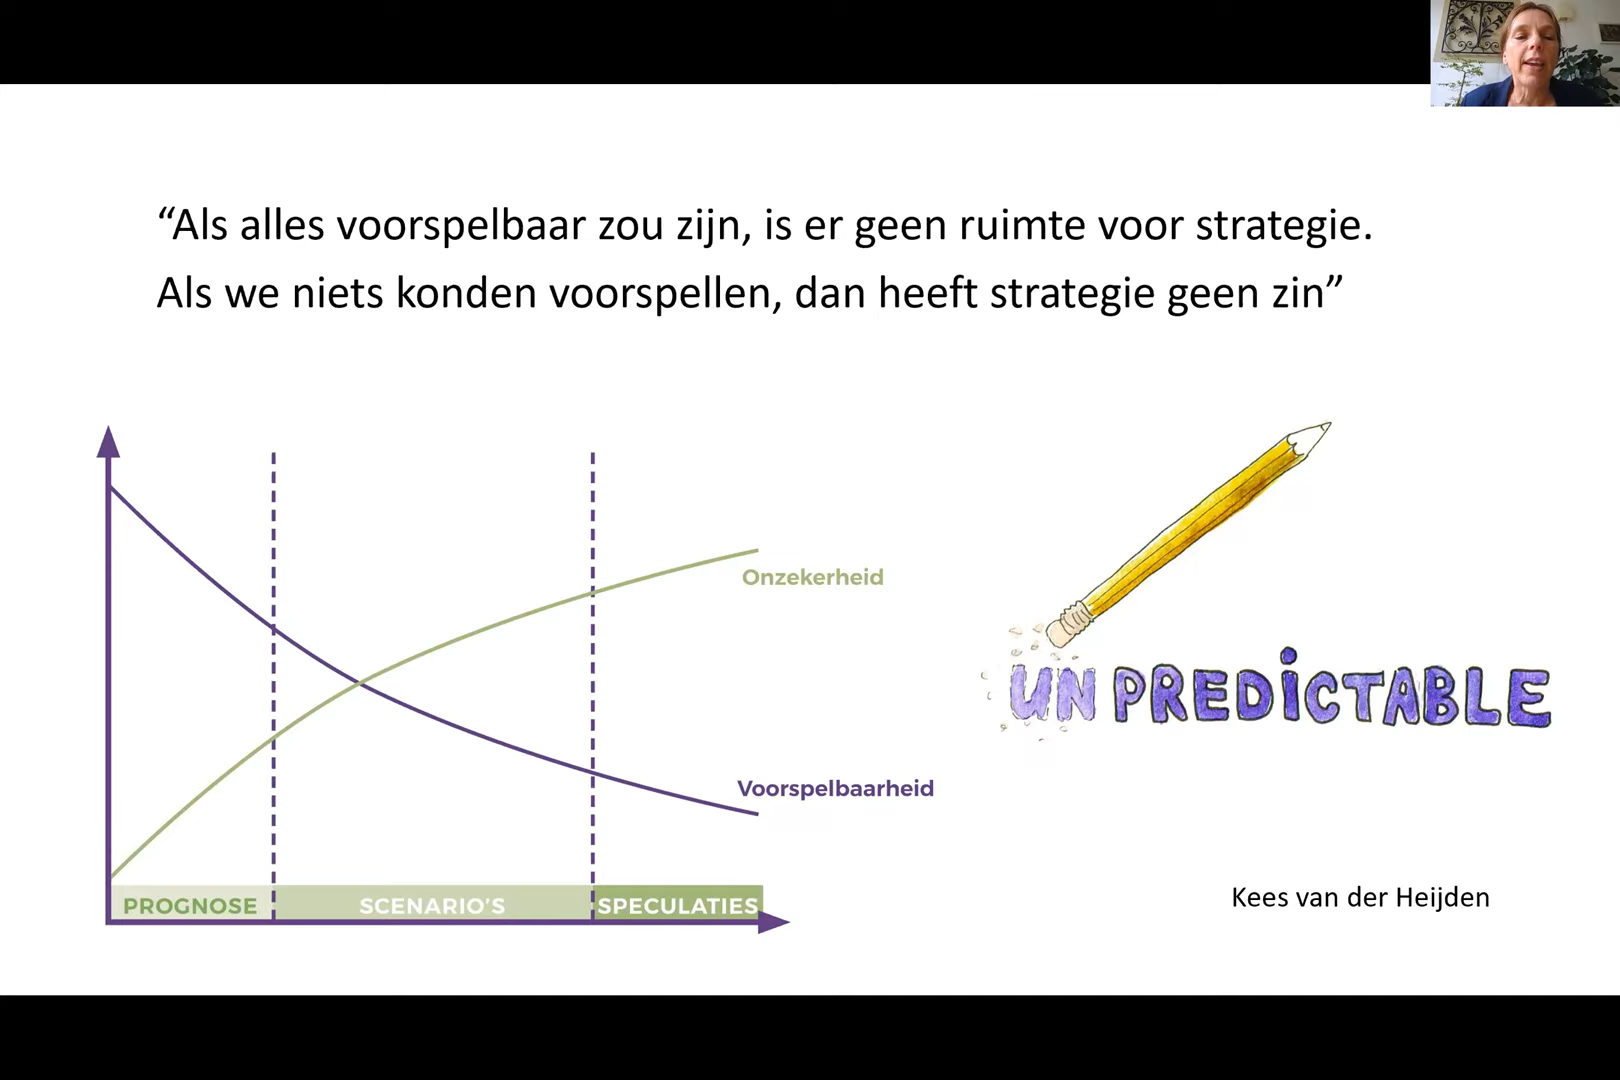 “Als alles voorspelbaar zou zijn, is er geen ruimte voor strategie.
Als we niets konden voorspellen, dan heeft strategie geen zin”
Onzekerheid
Voorspelbaarheid
PROGNOSE
SCENARIO'S
SPECULATIES
UNPREDiCTABLE
Kees van der Heijden